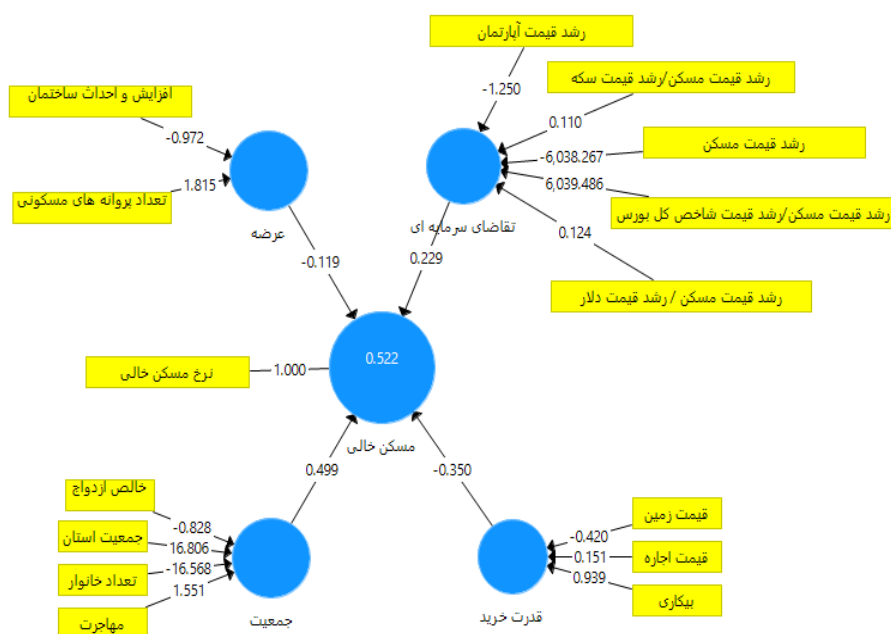 رشد قیمت آپارتمان
-1.250
رشد قیمت مسکن/رشد قیمت سکه
0.110
رشد قیمت مسکن
-6,038.267
6,039.486
رشد قیمت مسکن/رشد قیمت شاخص کل بورس
0.124
رشد قیمت مسکن / رشد قیمت دلار
تقاضای سرمایه ای
0.229
افزایش و احداث ساختمان
-0.972
1.815
تعداد پروانه های مسکونی
عرضه
-0.119
0.522
نرخ مسکن خالی
1.000
مسکن خالی
0.499
-0.350
خالص ازدواج
-0.828
جمعیت استان
16.806
تعداد خانوار
-16.568
1.551
مهاجرت
جمعیت
قیمت زمین
-0.420
قیمت اجاره
0.151
0.939
بیکاری
قدرت خرید